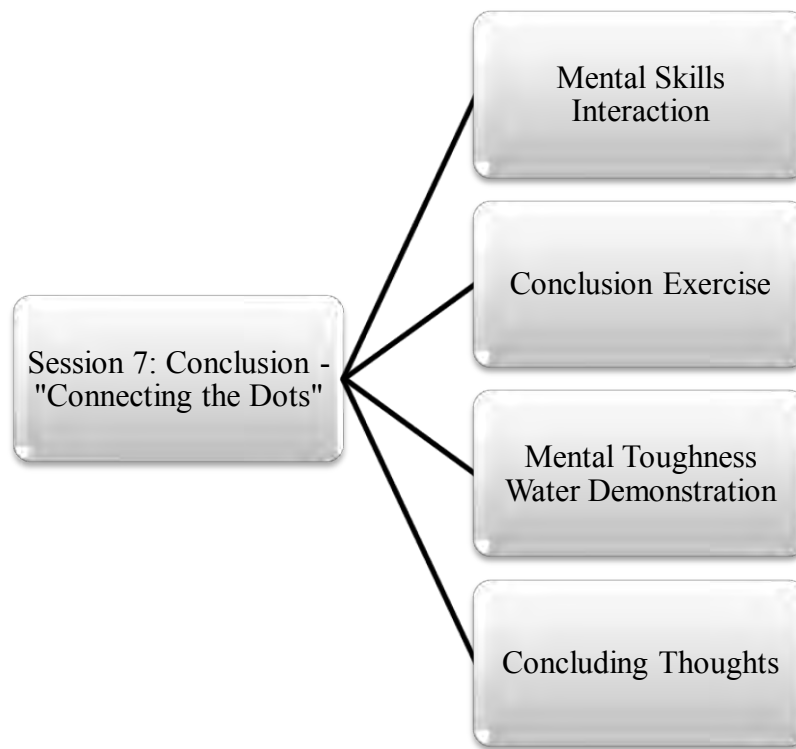 Mental Skills
Interaction
Conclusion Exercise
Session 7: Conclusion -
"Connecting the Dots"
Mental Toughness
Water Demonstration
Concluding Thoughts